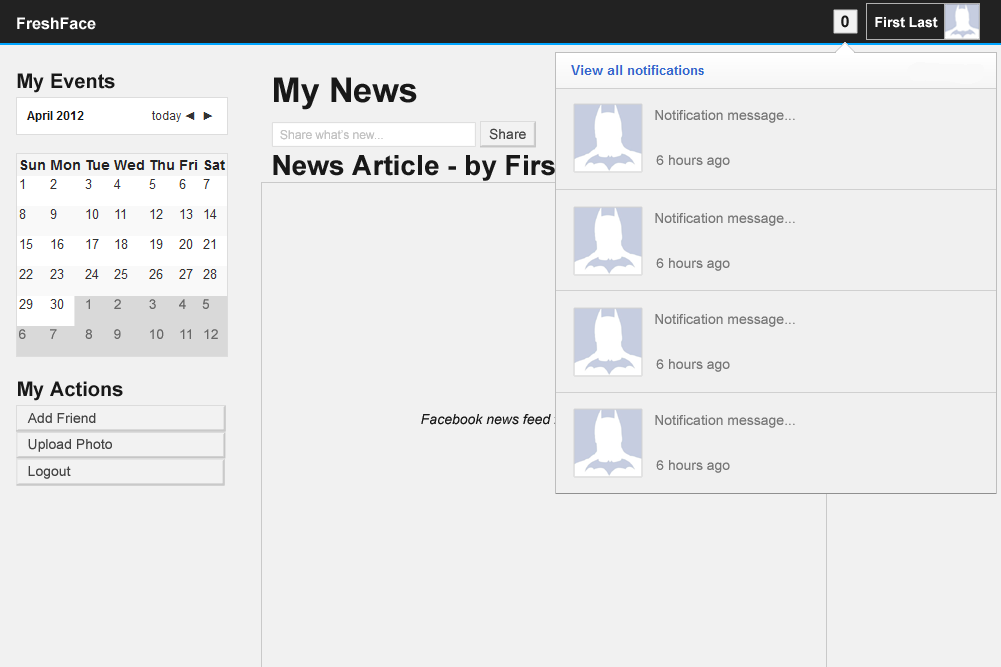 FreshFace
0
First Last
My Events
April 2012 today ◀ ▶
Sun Mon Tue Wed Thu Fri Sat
1 2 3 4 5 6 7
8 9 10 11 12 13 14
15 16 17 18 19 20 21
22 23 24 25 26 27 28
29 30 1 2 3 4 5
6 7 8 9 10 11 12
My Actions
Add Friend
Upload Photo
Logout
My News
Share what's new...
Share
News Article - by Firs
Facebook news feed
View all notifications
Notification message...
6 hours ago
Notification message...
6 hours ago
Notification message...
6 hours ago
Notification message...
6 hours ago